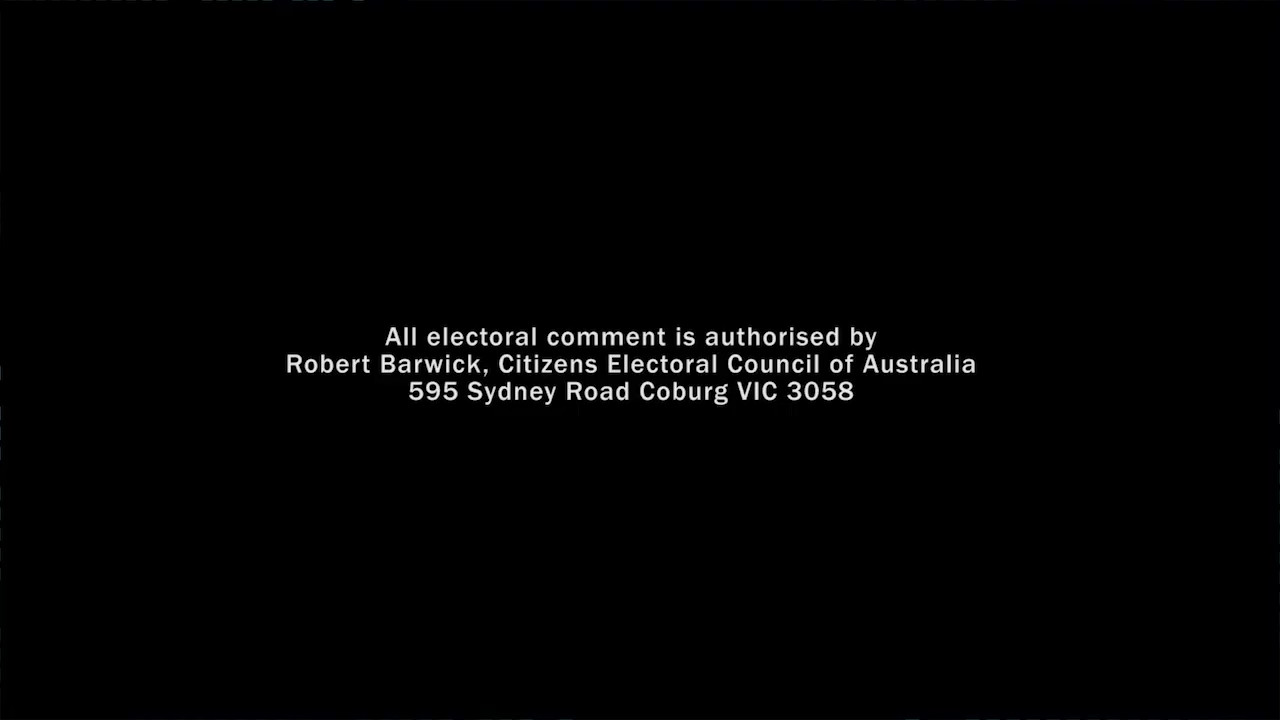 All electoral comment is authorised by
Robert Barwick, Citizens Electoral Council of Australia
595 Sydney Road Coburg VIC 3058